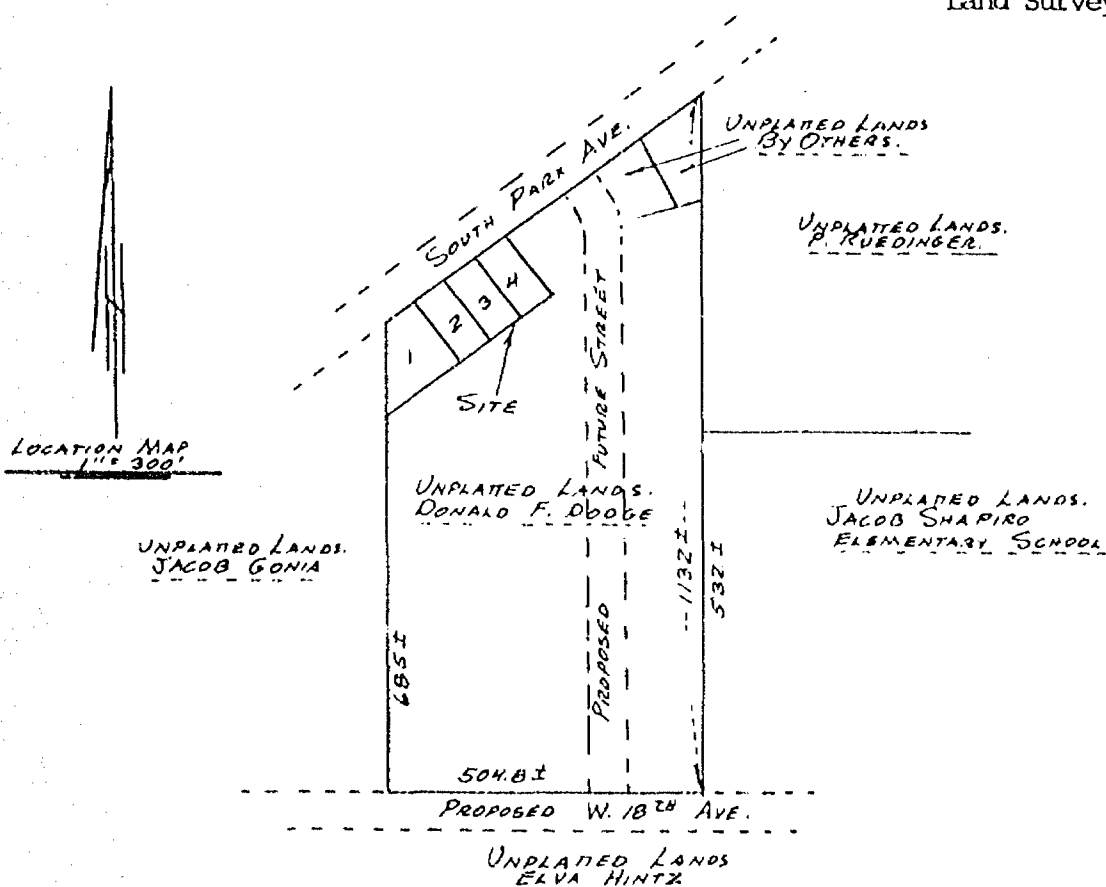 Land Survey
UNPLATTED LANDS
BY OTHERS.
SOUTH PARK AVE.
UNPLATTED LANDS.
P. RUEDINGER.
1
2
3
4
SITE
PROPOSED FUTURE STREET
LOCATION MAP
1"= 300'
UNPLATTED LANDS.
DONALD F. DODGE
UNPLATTED LANDS.
JACOB SHAPIRO
ELEMENTARY SCHOOL
UNPLATTED LANDS.
JACOB GONIA
685±
1132±
532±
504.8±
PROPOSED W. 18TH AVE.
UNPLATTED LANDS
ELVA HINTZ